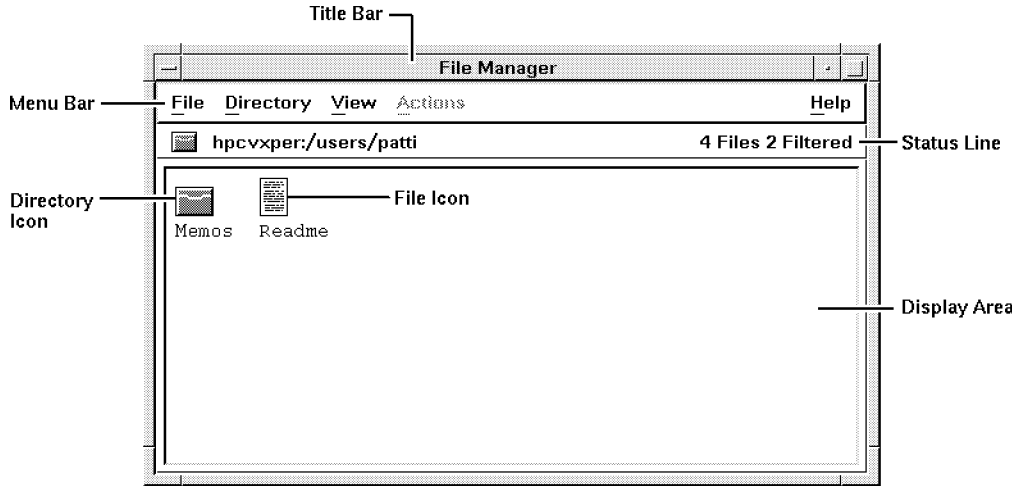 Title Bar
File Manager
Menu Bar
File Directory View Actions Help
hpcvxper:/users/patti 4 Files 2 Filtered
Status Line
Directory
Icon
File Icon
Memos Readme
Display Area